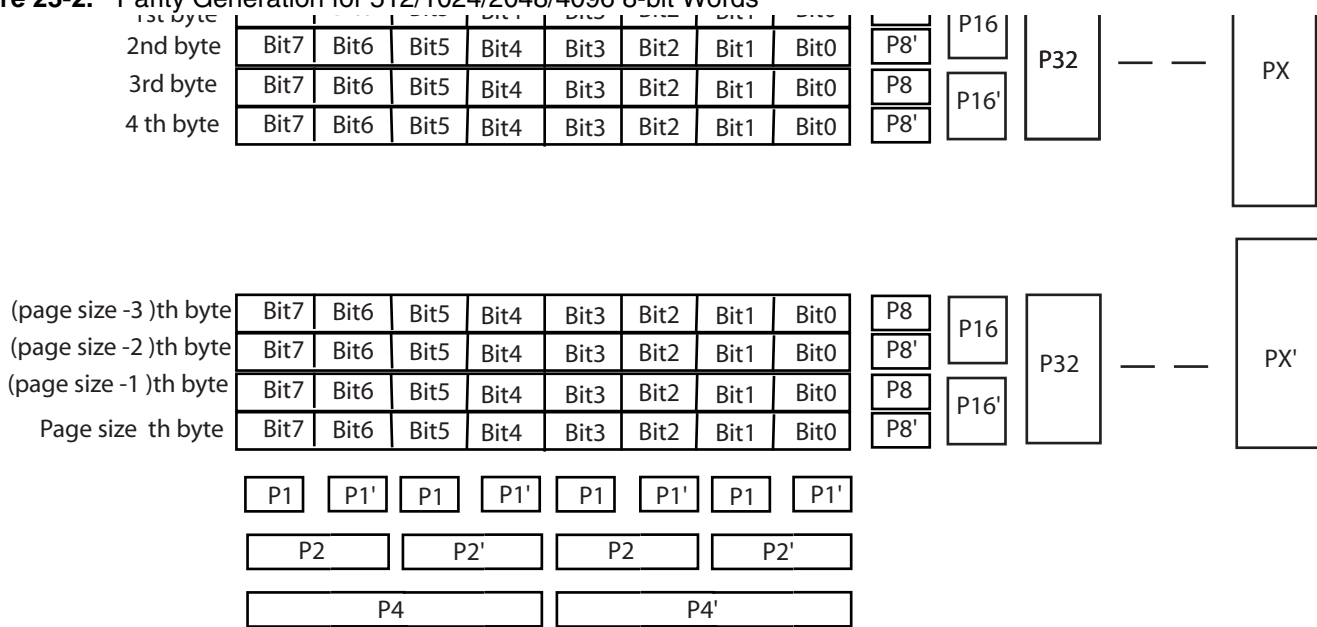 re 25-2. Parity Generation for 512/1024/2048/4096 8-bit Words
1st byte P16
2nd byte Bit7 Bit6 Bit5 Bit4 Bit3 Bit2 Bit1 Bit0 P8' P32 — — PX
3rd byte Bit7 Bit6 Bit5 Bit4 Bit3 Bit2 Bit1 Bit0 P8 P16'
4 th byte Bit7 Bit6 Bit5 Bit4 Bit3 Bit2 Bit1 Bit0 P8'
(page size -3 )th byte Bit7 Bit6 Bit5 Bit4 Bit3 Bit2 Bit1 Bit0 P8 P16
(page size -2 )th byte Bit7 Bit6 Bit5 Bit4 Bit3 Bit2 Bit1 Bit0 P8' P32 — — PX'
(page size -1 )th byte Bit7 Bit6 Bit5 Bit4 Bit3 Bit2 Bit1 Bit0 P8 P16'
Page size th byte Bit7 Bit6 Bit5 Bit4 Bit3 Bit2 Bit1 Bit0 P8'
P1 P1' P1 P1' P1 P1' P1 P1'
P2 P2' P2 P2'
P4 P4'